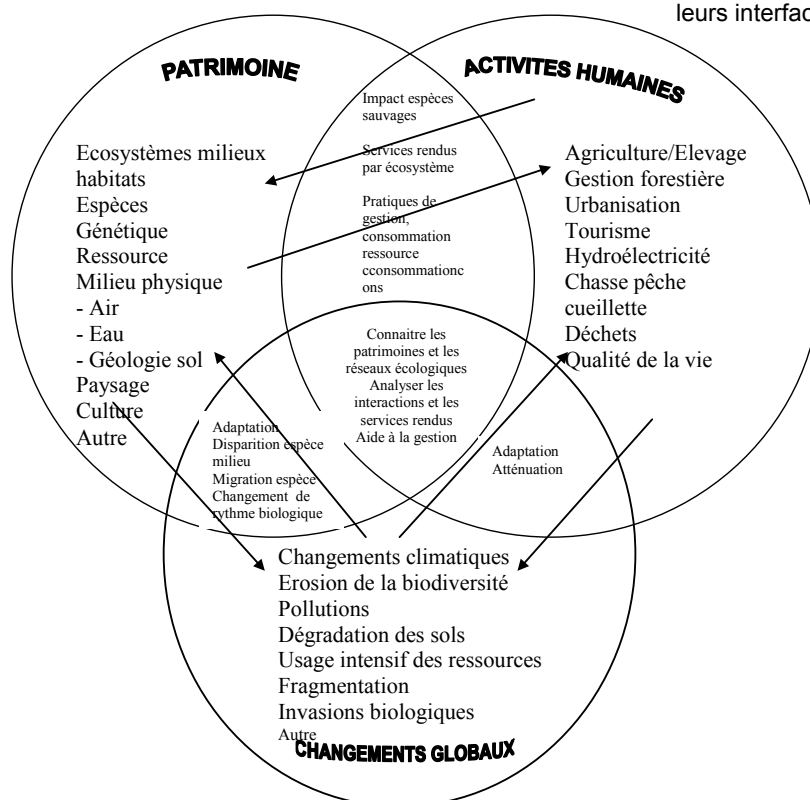 leurs interfac
PATRIMOINE
ACTIVITES HUMAINES
Impact espèces
sauvages
Services rendus
par écosystème
Pratiques de
gestion,
consommation
ressource
cconsommationc
ons
Ecosystèmes milieux
habitats
Espèces
Génétique
Ressource
Milieu physique
- Air
- Eau
- Géologie sol
Paysage
Culture
Autre
Agriculture/Elevage
Gestion forestière
Urbanisation
Tourisme
Hydroélectricité
Chasse pêche
cueillette
Déchets
Qualité de la vie
Connaitre les
patrimoines et les
réseaux écologiques
Analyser les
interactions et les
services rendus
Aide à la gestion
Adaptation
Disparition espèce
milieu
Migration espèce
Changement de
rythme biologique
Adaptation
Atténuation
Changements climatiques
Erosion de la biodiversité
Pollutions
Dégradation des sols
Usage intensif des ressources
Fragmentation
Invasions biologiques
Autre
CHANGEMENTS GLOBAUX